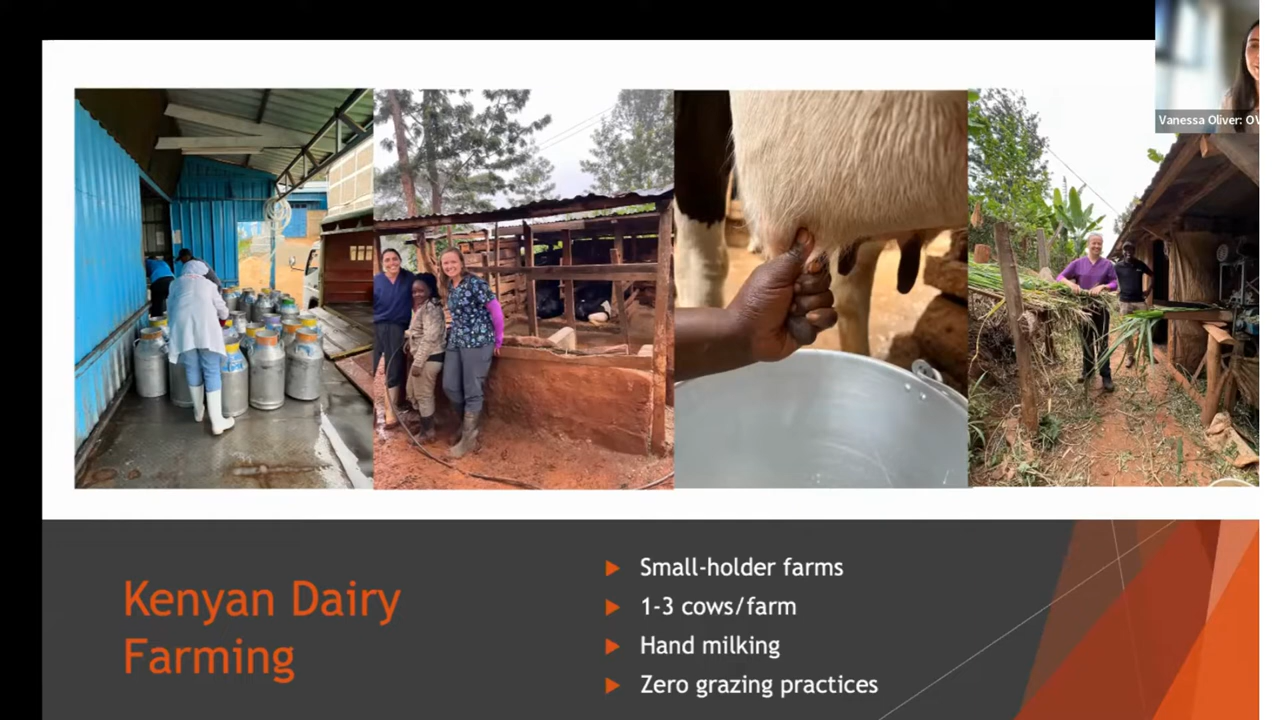 Vanessa Oliver: OV
Kenyan Dairy
Farming
Small-holder farms
1-3 cows/farm
Hand milking
Zero grazing practices